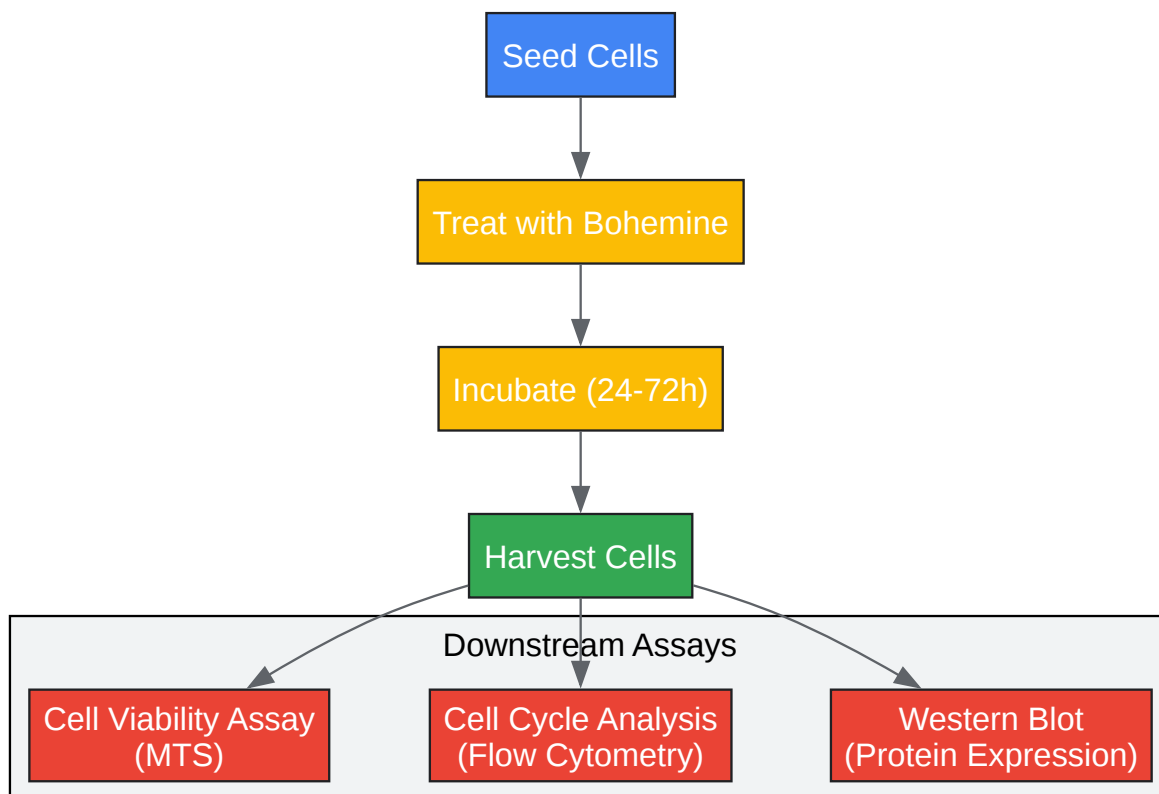 Seed Cells
Treat with Bohemine
Incubate (24-72h)
Harvest Cells
Downstream Assays
Cell Viability Assay
(MTS)
Cell Cycle Analysis
(Flow Cytometry)
Western Blot
(Protein Expression)